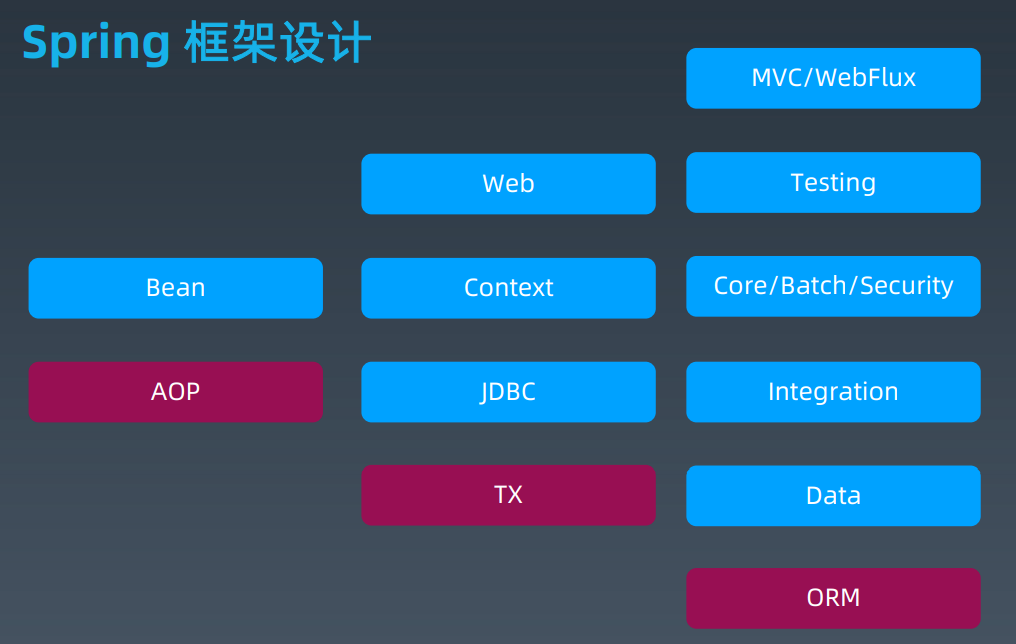 Spring 框架设计
MVC/WebFlux
Web
Testing
Bean
Context
Core/Batch/Security
AOP
JDBC
Integration
TX
Data
ORM